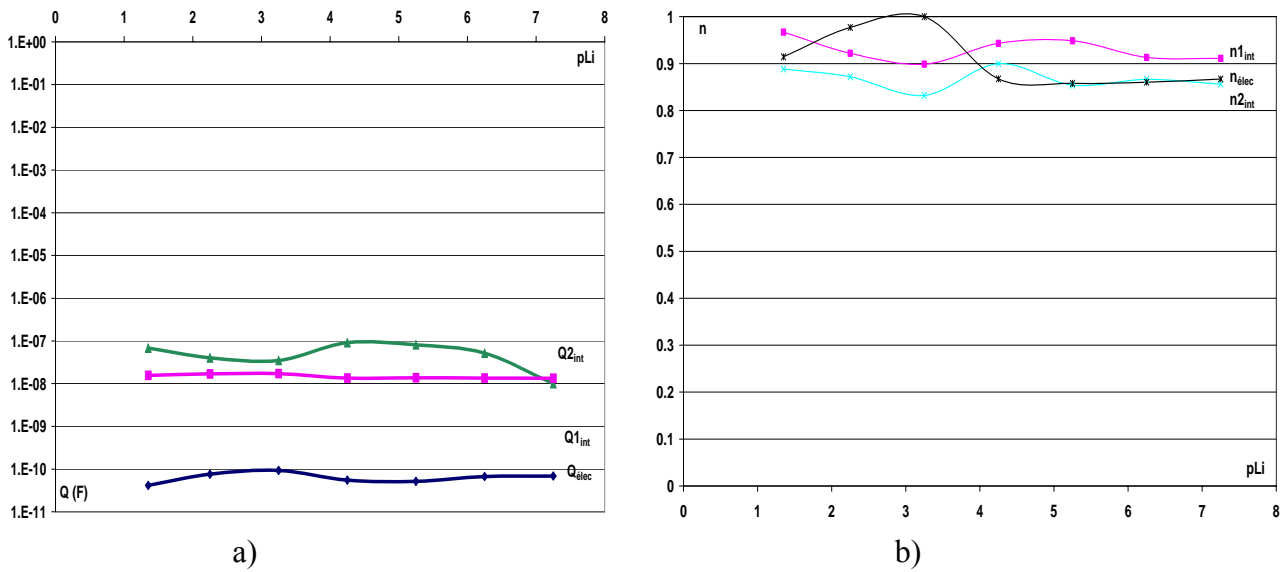 0 1 2 3 4 5 6 7 8
1.E+00
pLi
1.E-01
1.E-02
1.E-03
1.E-04
1.E-05
1.E-06
1.E-07
Q2int
1.E-08
1.E-09
Q1int
1.E-10
Qélec
Q (F)
1.E-11
a)
1
n
n1int
0.9
nélec
n2int
0.8
0.7
0.6
0.5
0.4
0.3
0.2
0.1
pLi
0
0 1 2 3 4 5 6 7 8
b)